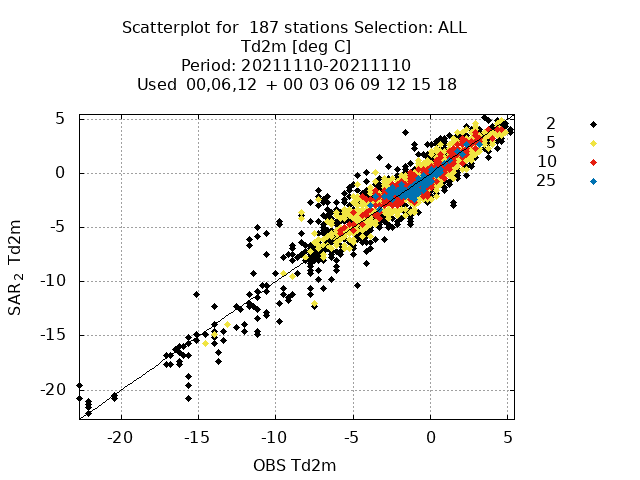 Scatterplot for  187 stations Selection: ALL
Td2m [deg C]
Period: 20211110-20211110
Used  00,06,12  + 00 03 06 09 12 15 18
5
0
-5
-10
-15
-20
SAR2 Td2m
-20 -15 -10 -5 0 5
OBS Td2m
2
5
10
25